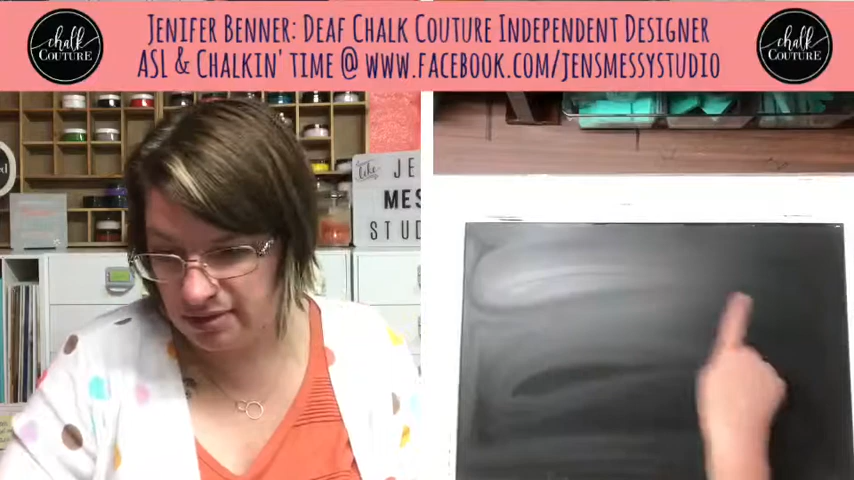 JENIFER BENNER: DEAF CHALK COUTURE INDEPENDENT DESIGNER
ASL & CHALKIN' TIME @ WWW.FACEBOOK.COM/JENSMESSYSTUDIO
chalk
COUTURE
chalk
COUTURE
JE
MES
STUD